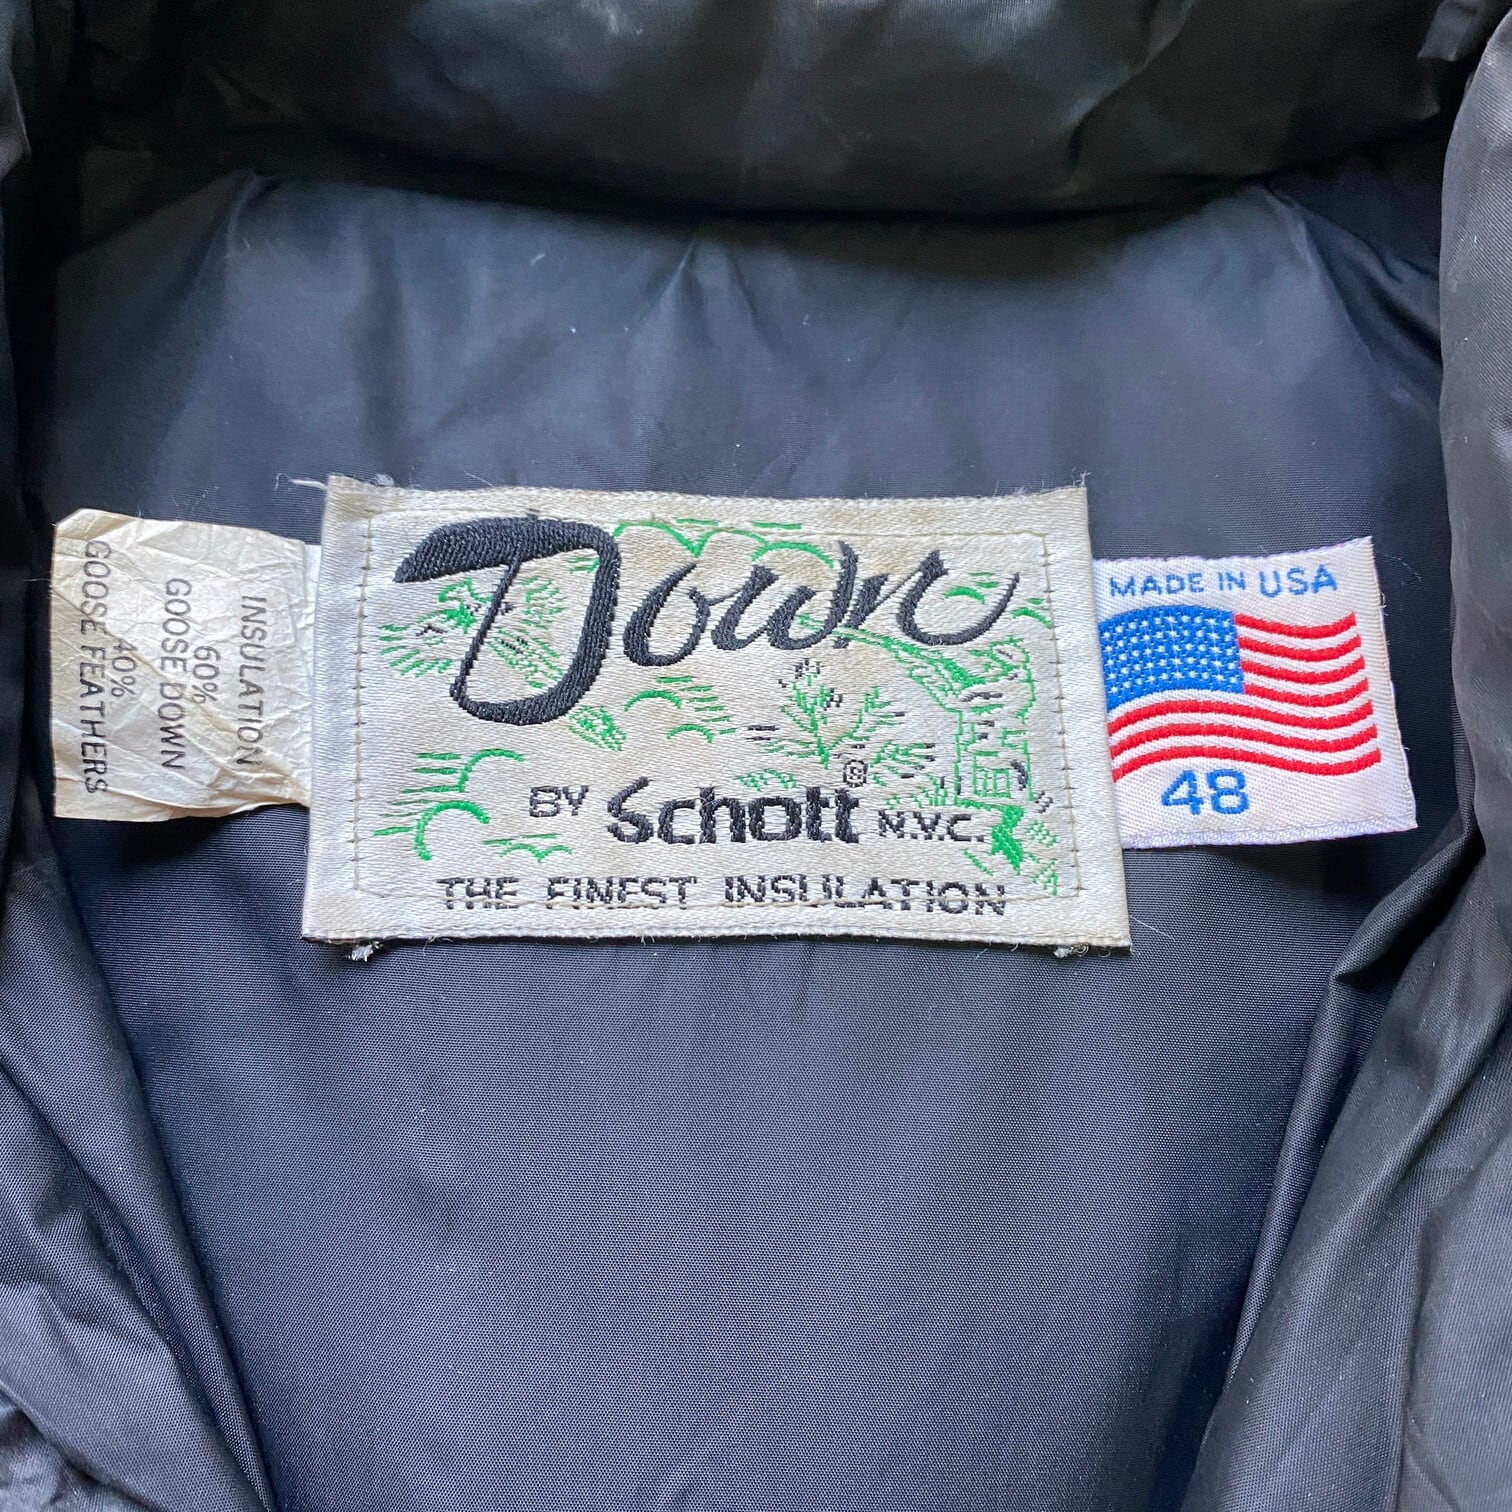 INSULATION
60%
GOOSE DOWN
40%
GOOSE FEATHERS
Down
BY Schott® N.Y.C.
THE FINEST INSULATION
MADE IN USA
48